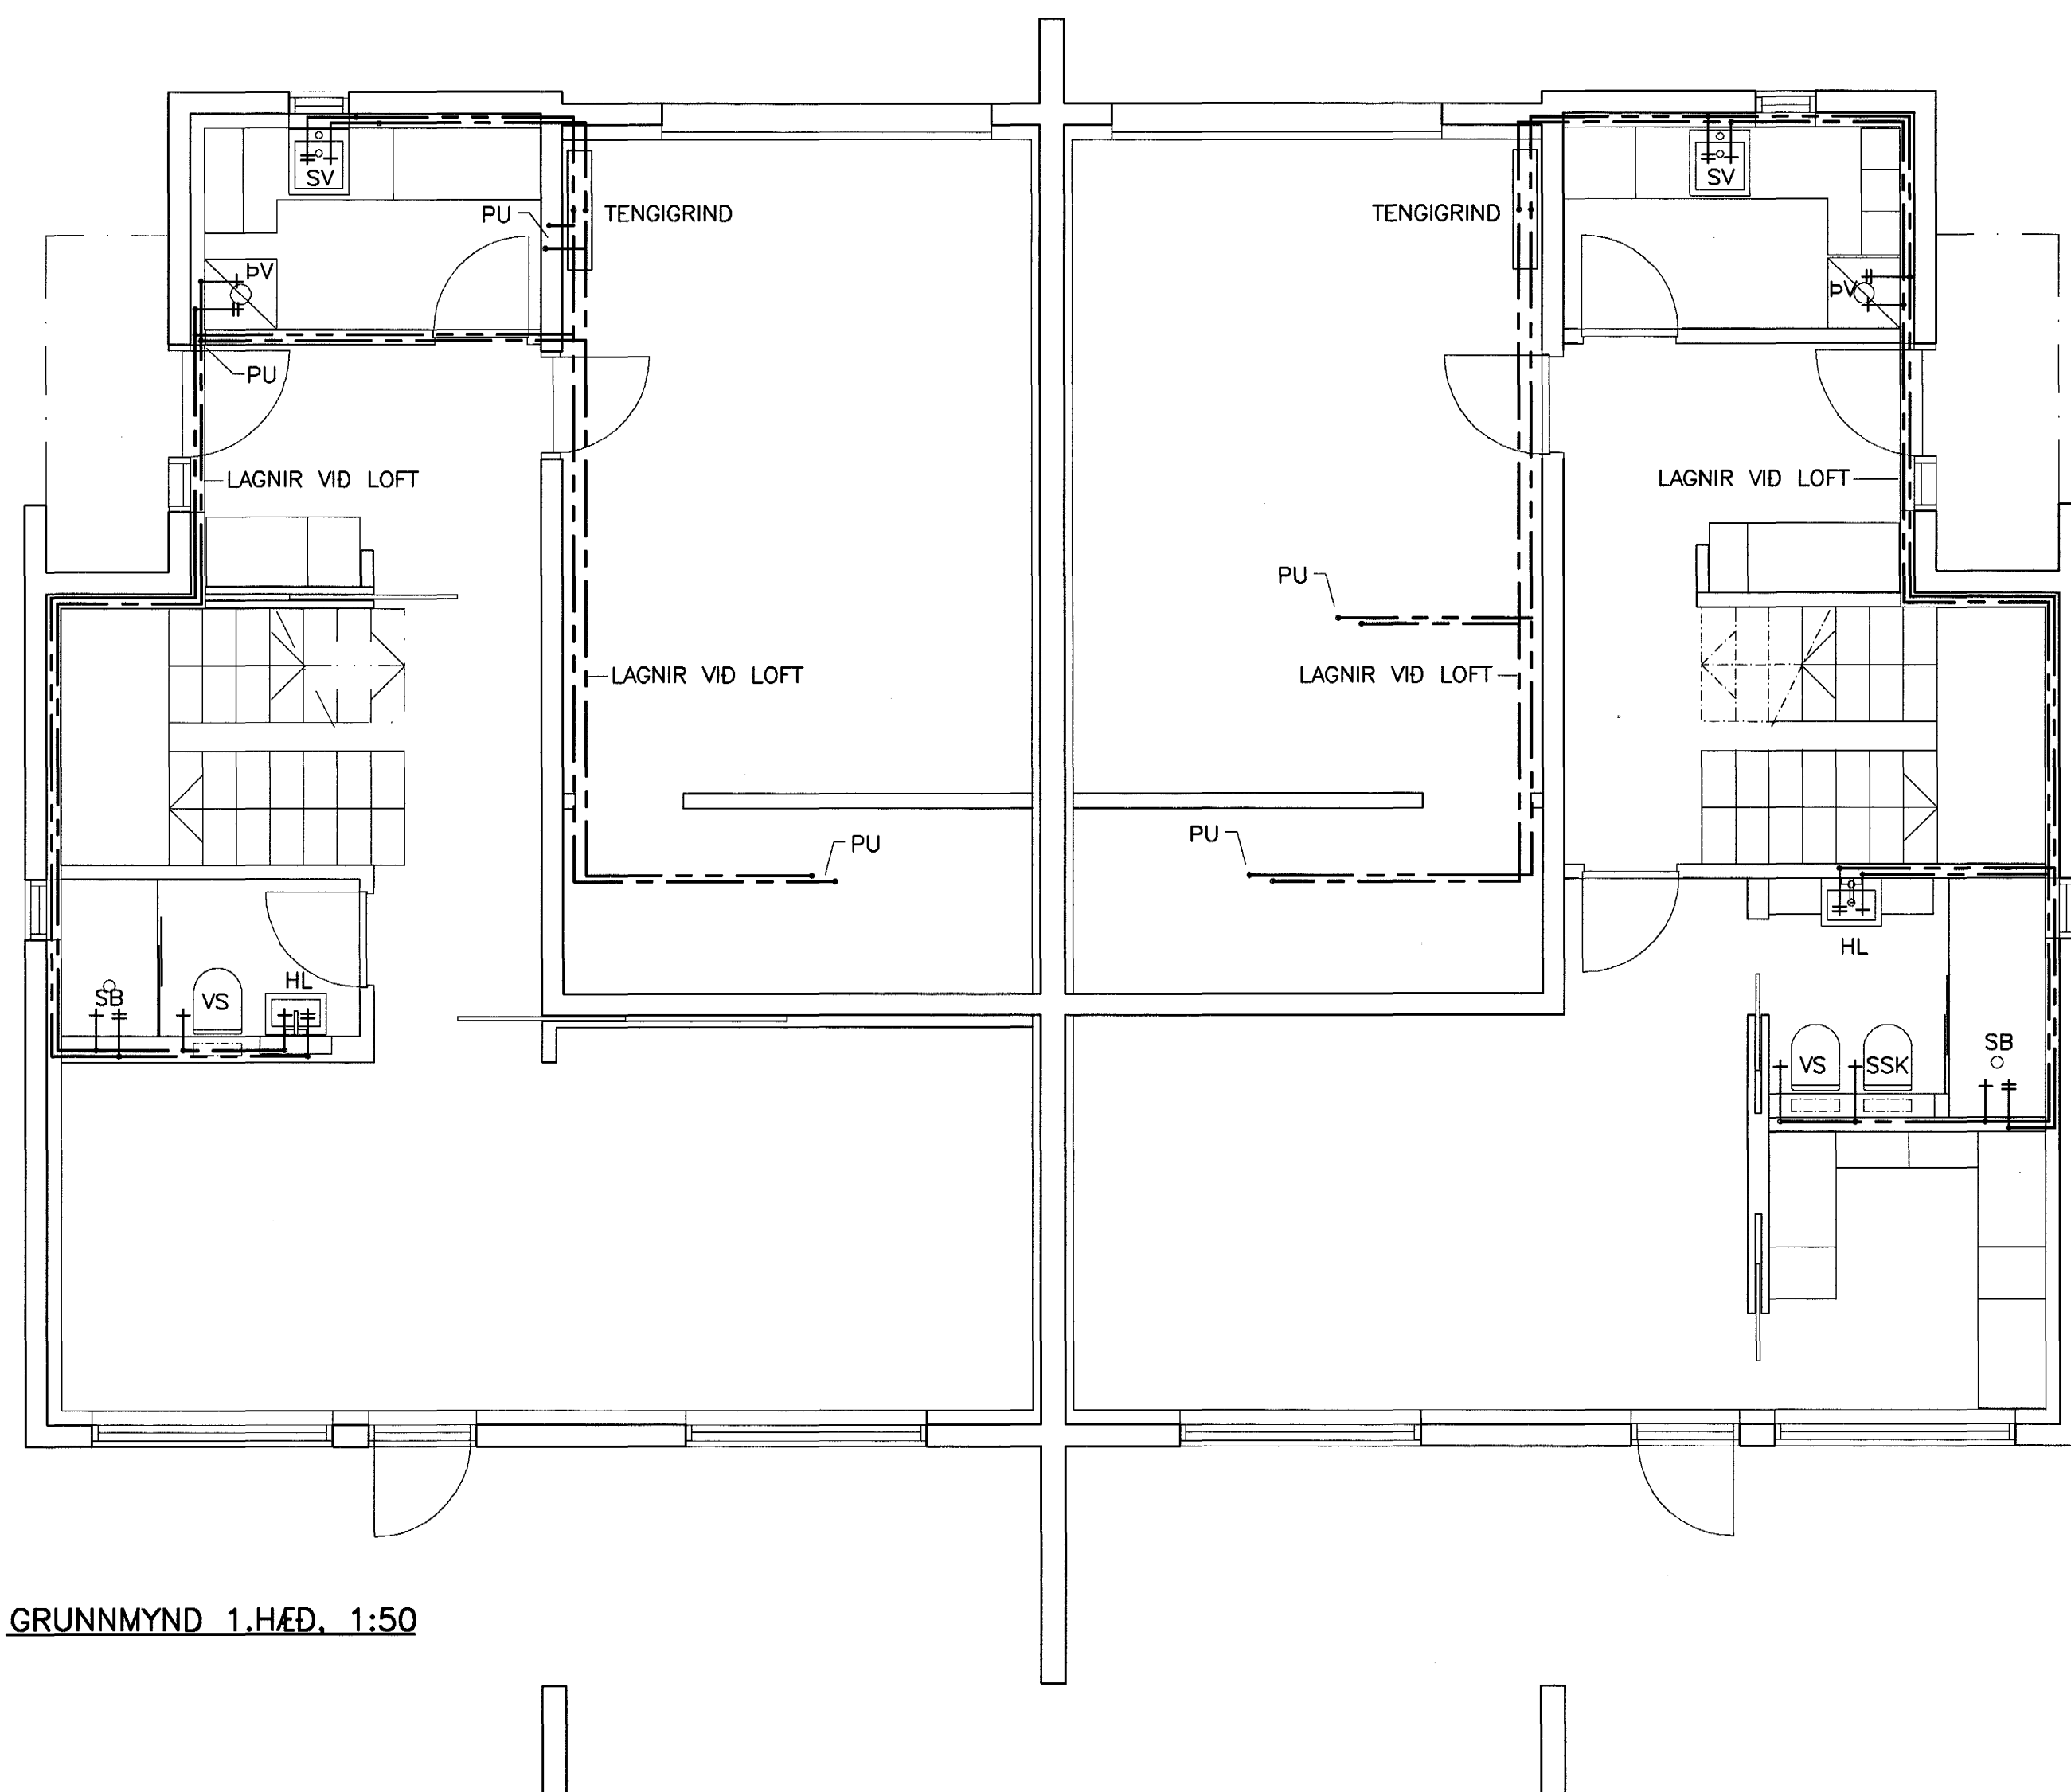 SV
SV
PU
TENGIGRIND
TENGIGRIND
ÞV
ÞV
PU
LAGNIR VIÐ LOFT
LAGNIR VIÐ LOFT
PU
LAGNIR VIÐ LOFT
LAGNIR VIÐ LOFT
PU
PU
HL
HL
SB
VS
SB
VS
SSK
GRUNNMYND 1.HÆÐ, 1:50